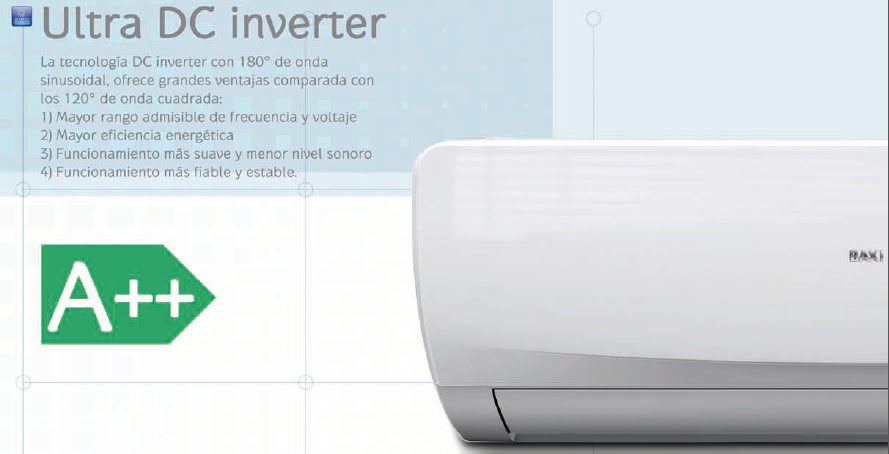 Ultra DC inverter
La tecnología DC inverter con 180° de onda
sinusoidal, ofrece grandes ventajas comparada con
los 120° de onda cuadrada:
1) Mayor rango admisible de frecuencia y voltaje
2) Mayor eficiencia energética
3) Funcionamiento más suave y menor nivel sonoro
4) Funcionamiento más fiable y estable.
A++
BAXI